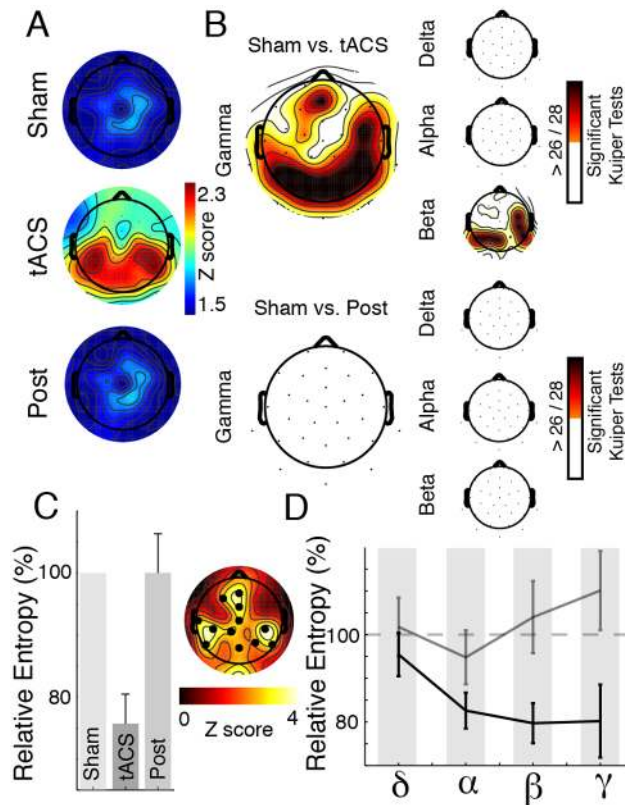 A
Sham
tACS
Post
2.3
Z score
1.5
B
Sham vs. tACS
Gamma
Delta
Alpha
Beta
> 26 / 28
Significant
Kuiper Tests
Sham vs. Post
Gamma
Delta
Alpha
Beta
> 26 / 28
Significant
Kuiper Tests
C
Relative Entropy (%)
100
80
Sham
tACS
Post
0
4
Z score
D
Relative Entropy (%)
100
80
δ
α
β
γ